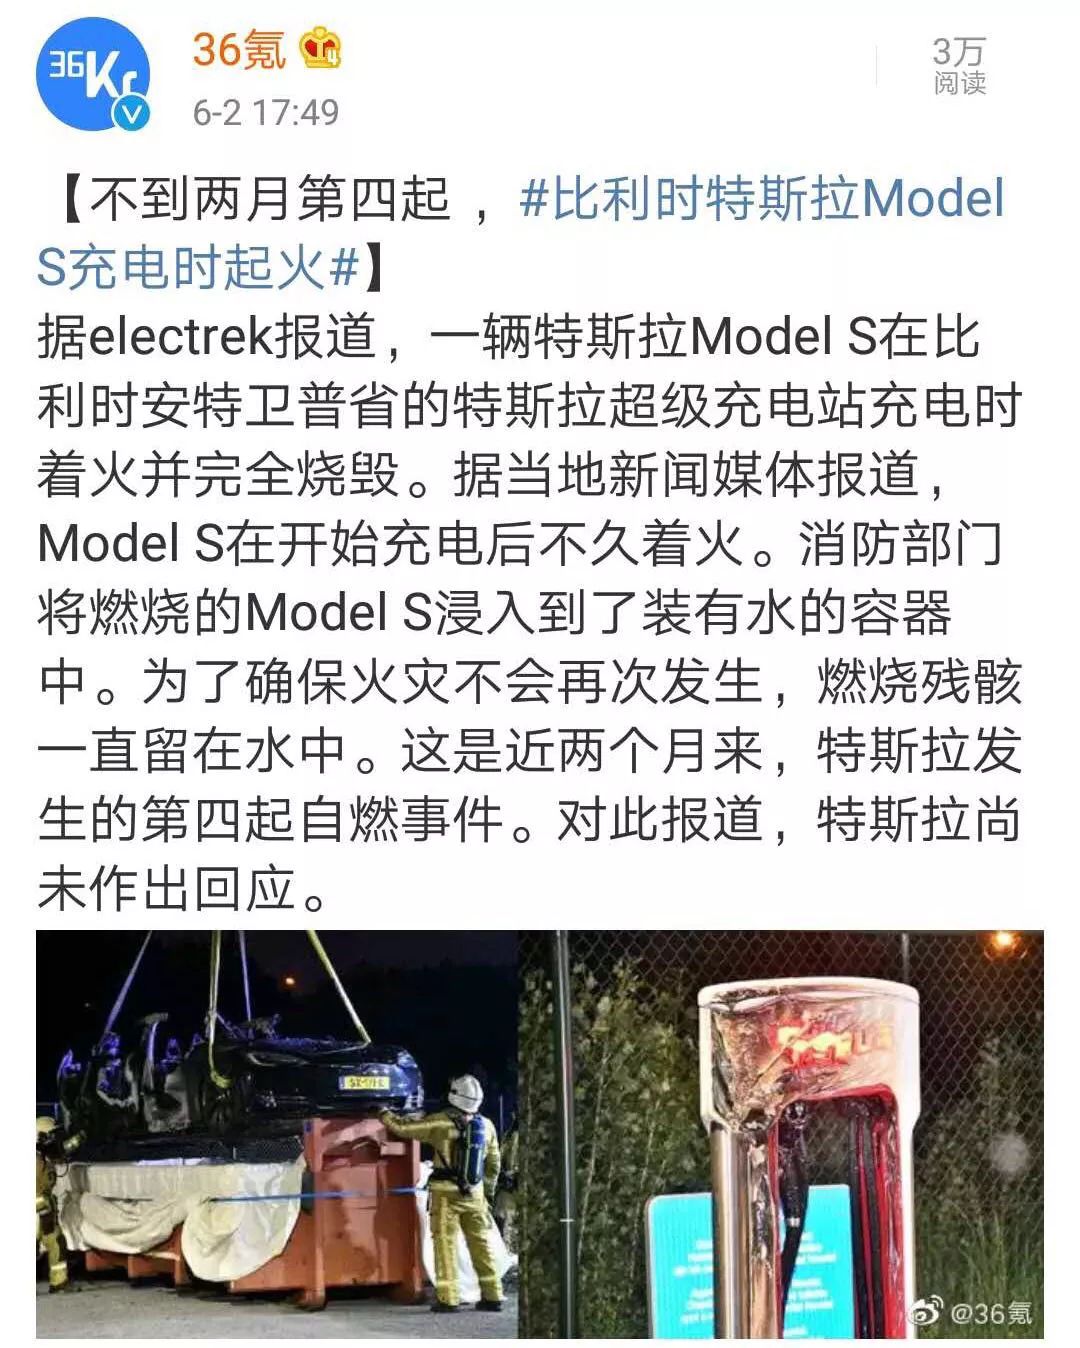 36Kr
36氪
4
6-2 17:49
3万
阅读
【不到两月第四起，#比利时特斯拉Model
S充电时起火#】
据electrek报道，一辆特斯拉Model S在比
利时安特卫普省的特斯拉超级充电站充电时
着火并完全烧毁。据当地新闻媒体报道，
Model S在开始充电后不久着火。消防部门
将燃烧的Model S浸入到了装有水的容器
中。为了确保火灾不会再次发生，燃烧残骸
一直留在水中。这是近两个月来，特斯拉发
生的第四起自燃事件。对此报道，特斯拉尚
未作出回应。
@36氪